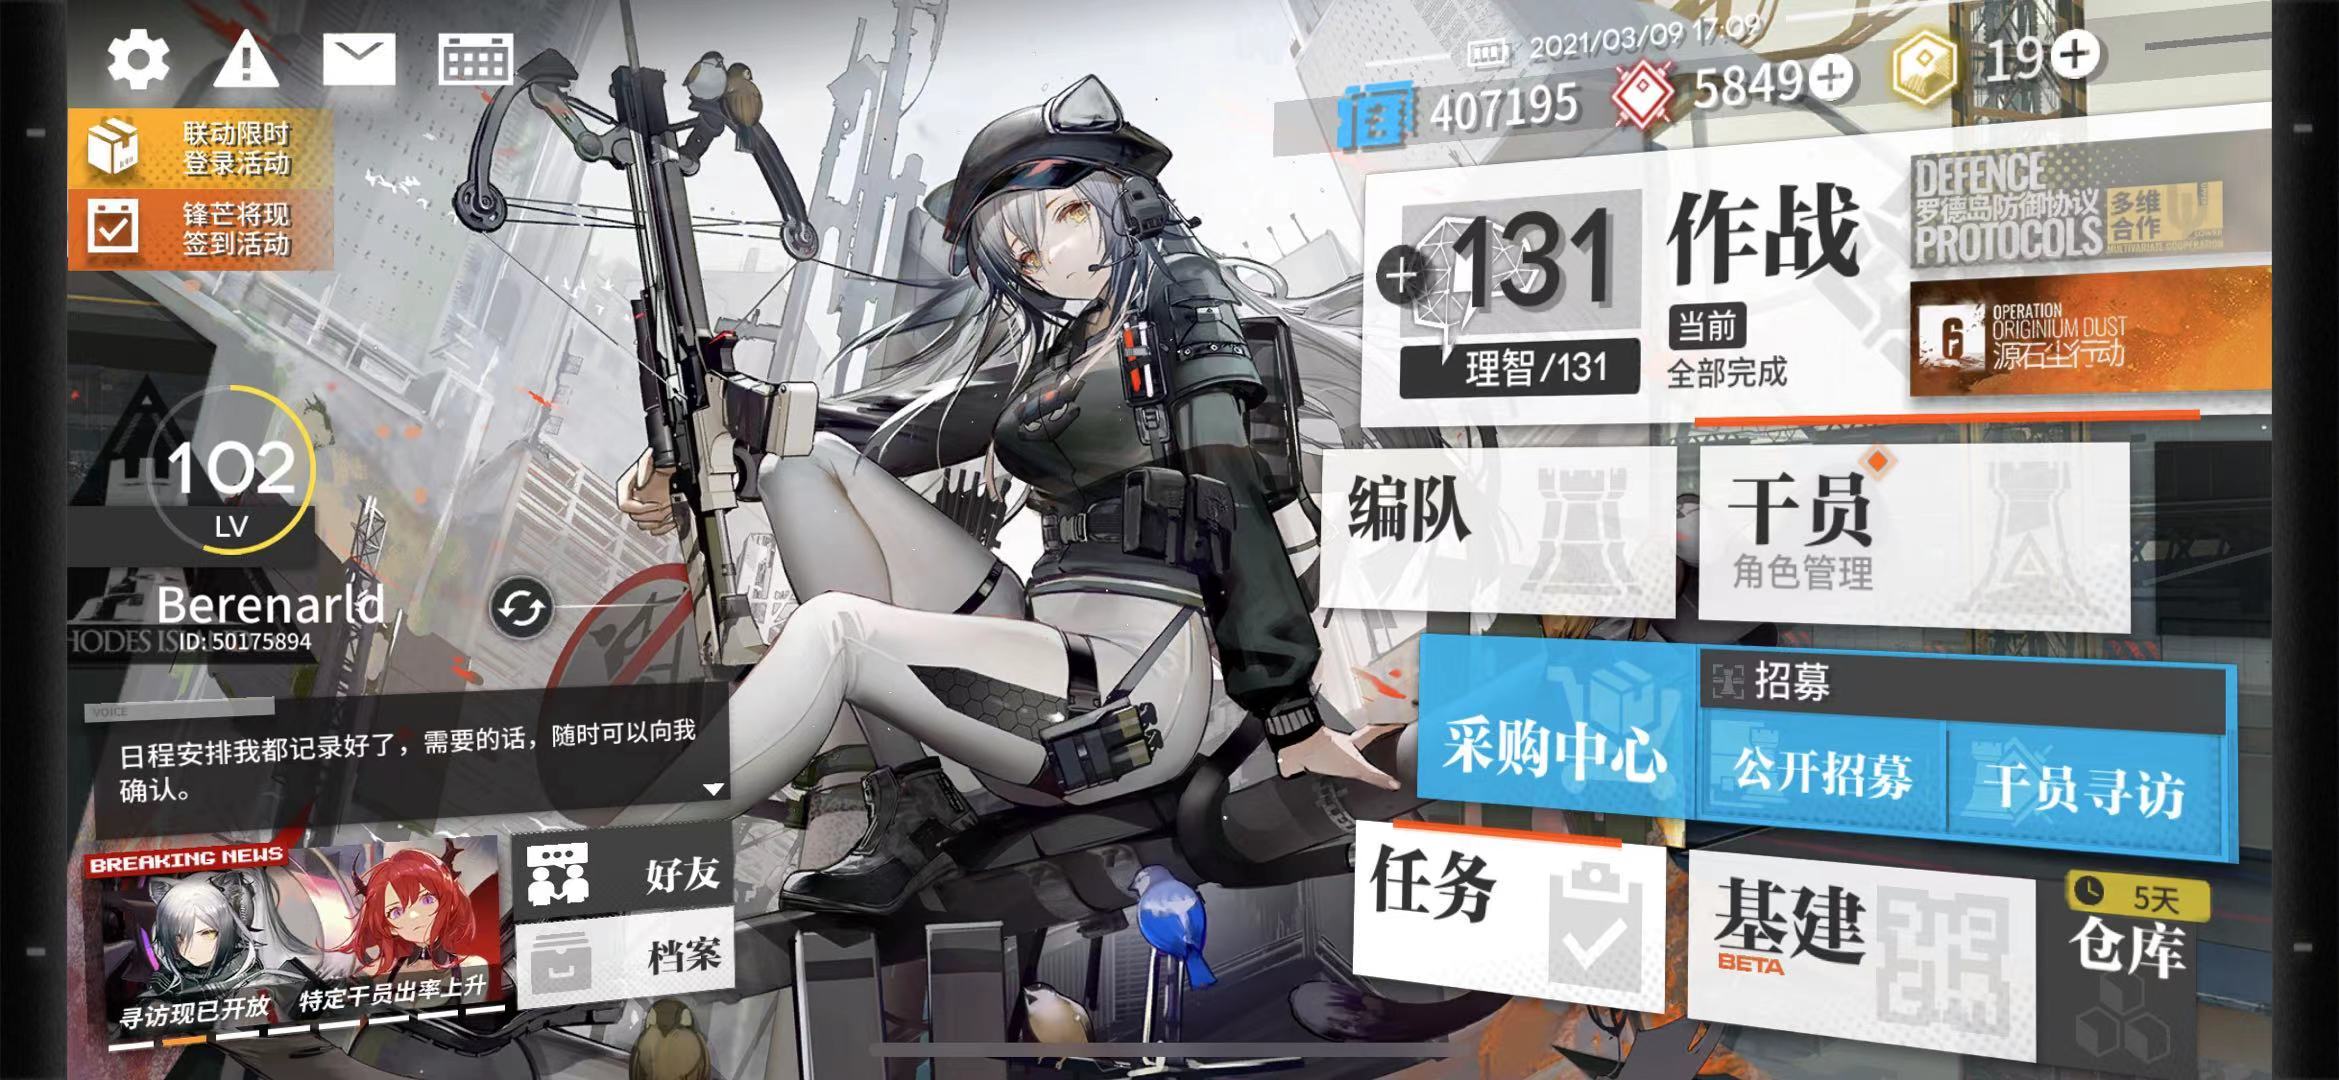 2021/03/09 17:09
407195
5849
19
联动限时
登录活动
锋芒将现
签到活动
131
理智/131
作战
当前
全部完成
DEFENCE
罗德岛防御协议
PROTOCOLS
多维
合作
MULTIVARIATE COOPERATION
6
OPERATION
ORIGINIUM DUST
源石尘行动
102
LV
Berenarld
ID: 50175894
编队
干员
角色管理
采购中心
招募
公开招募
干员寻访
VOICE
日程安排我都记录好了，需要的话，随时可以向我
确认。
BREAKING NEWS
寻访现已开放
特定干员出率上升
好友
档案
任务
基建
BETA
5天
仓库